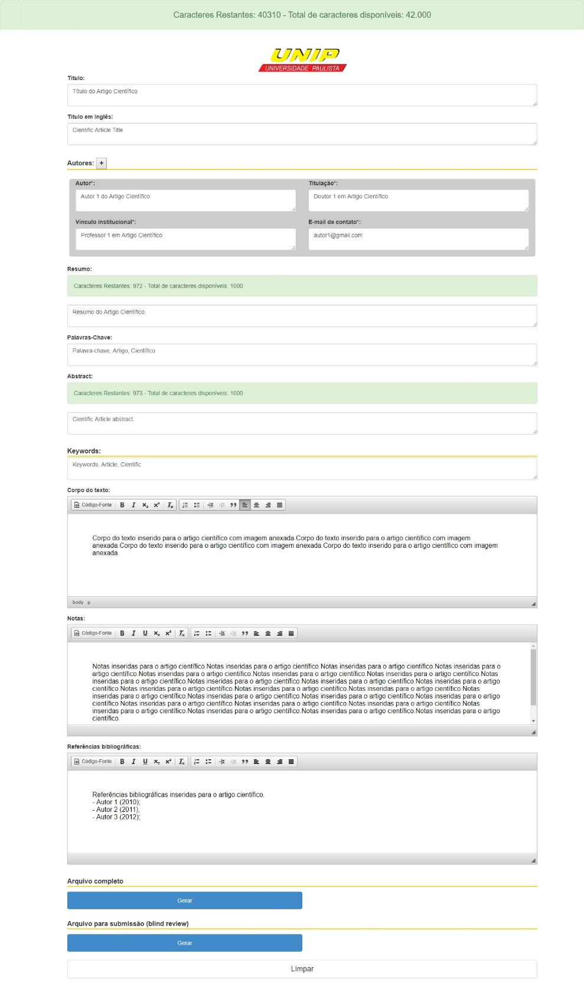 Caracteres Restantes: 40310 - Total de caracteres disponíveis: 42.000
UNIP
UNIVERSIDADE PAULISTA
Título:
Título do Artigo Científico
Título em Inglês:
Cientific Article Title
Autores: +
Autor*:
Titulação*:
Autor 1 do Artigo Científico
Doutor 1 em Artigo Científico
Vínculo institucional*:
E-mail de contato*:
Professor 1 em Artigo Científico
autor1@gmail.com
Resumo:
Caracteres Restantes: 972 - Total de caracteres disponíveis: 1000
Resumo do Artigo Científico.
Palavras-Chave:
Palavra-chave, Artigo, Científico
Abstract:
Caracteres Restantes: 973 - Total de caracteres disponíveis: 1000
Cientific Article abstract.
Keywords:
Keywords, Article, Cientific
Corpo do texto:
Código-Fonte B I x₂ x² Iₓ
Corpo do texto inserido para o artigo científico com imagem anexada.Corpo do texto inserido para o artigo científico com imagem
anexada.Corpo do texto inserido para o artigo científico com imagem anexada.Corpo do texto inserido para o artigo científico com imagem
anexada.
body p
Notas:
Código-Fonte B I U x₂ x² Iₓ
Notas inseridas para o artigo científico.Notas inseridas para o artigo científico.Notas inseridas para o artigo científico.Notas inseridas para o
artigo científico.Notas inseridas para o artigo científico.Notas inseridas para o artigo científico.Notas inseridas para o artigo científico.Notas
inseridas para o artigo científico.Notas inseridas para o artigo científico.Notas inseridas para o artigo científico.Notas inseridas para o artigo
científico.Notas inseridas para o artigo científico.Notas inseridas para o artigo científico.Notas inseridas para o artigo científico.Notas
inseridas para o artigo científico.Notas inseridas para o artigo científico.Notas inseridas para o artigo científico.Notas inseridas para o artigo
científico.Notas inseridas para o artigo científico.Notas inseridas para o artigo científico.Notas inseridas para o artigo científico.Notas
inseridas para o artigo científico.Notas inseridas para o artigo científico.Notas inseridas para o artigo científico.Notas inseridas para o artigo
científico.
Referências bibliográficas:
Código-Fonte B I U x₂ x² Iₓ
Referências bibliográficas inseridas para o artigo científico.
- Autor 1 (2010);
- Autor 2 (2011);
- Autor 3 (2012);
Arquivo completo
Gerar
Arquivo para submissão (blind review)
Gerar
Limpar